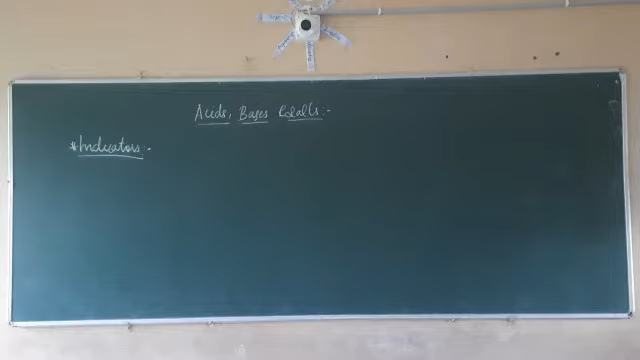 Acids, Bases & Salts:-
* Indicators:-